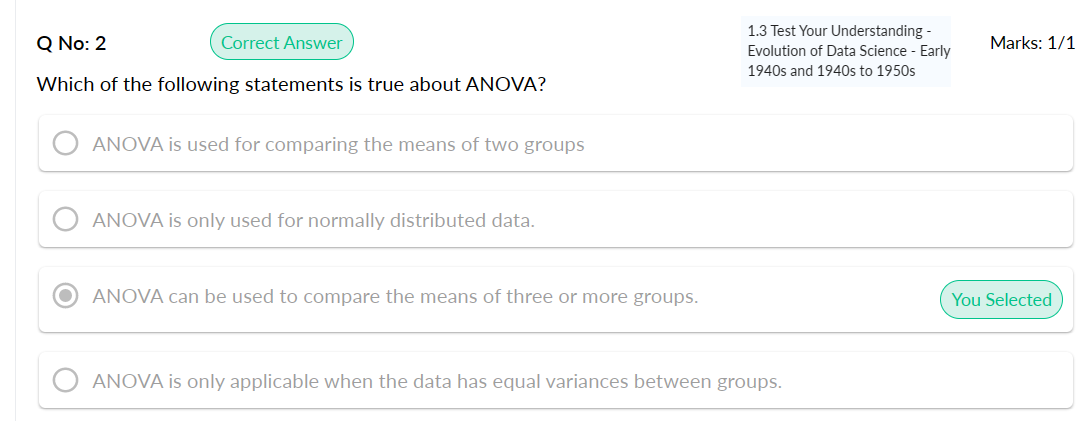 Q No: 2
Correct Answer
1.3 Test Your Understanding -
Evolution of Data Science - Early
1940s and 1940s to 1950s
Marks: 1/1
Which of the following statements is true about ANOVA?
ANOVA is used for comparing the means of two groups
ANOVA is only used for normally distributed data.
ANOVA can be used to compare the means of three or more groups.
You Selected
ANOVA is only applicable when the data has equal variances between groups.